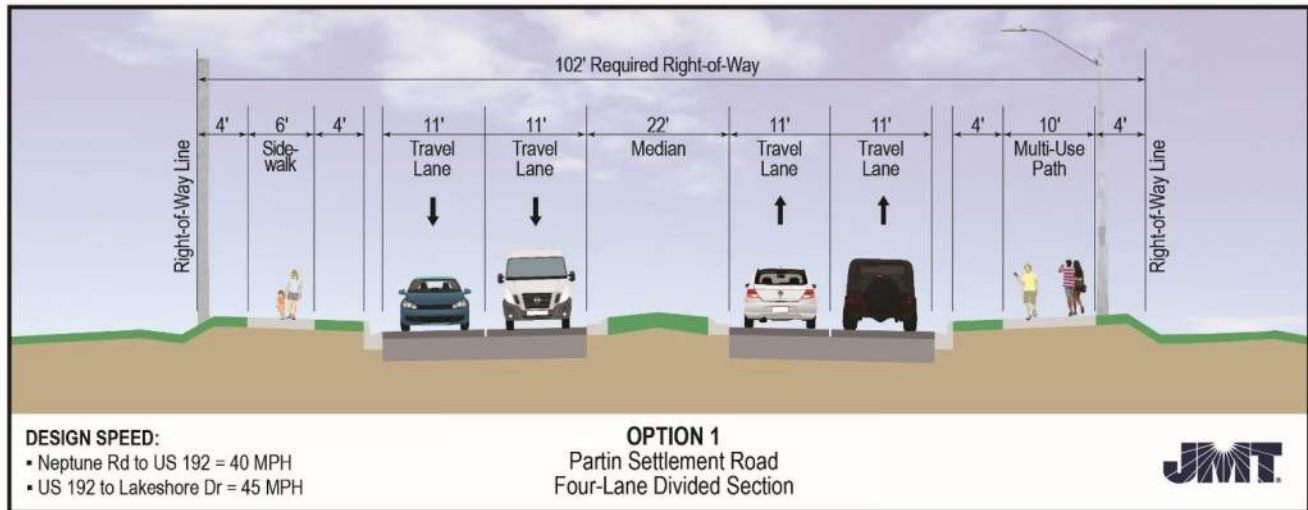 102' Required Right-of-Way
4' 6' 4' 11' 11' 22' 11' 11' 4' 10' 4'
Right-of-Way Line
Side-
walk
Travel
Lane
Travel
Lane
Median
Travel
Lane
Travel
Lane
Multi-Use
Path
Right-of-Way Line
DESIGN SPEED:
▪ Neptune Rd to US 192 = 40 MPH
▪ US 192 to Lakeshore Dr = 45 MPH
OPTION 1
Partin Settlement Road
Four-Lane Divided Section
JMT